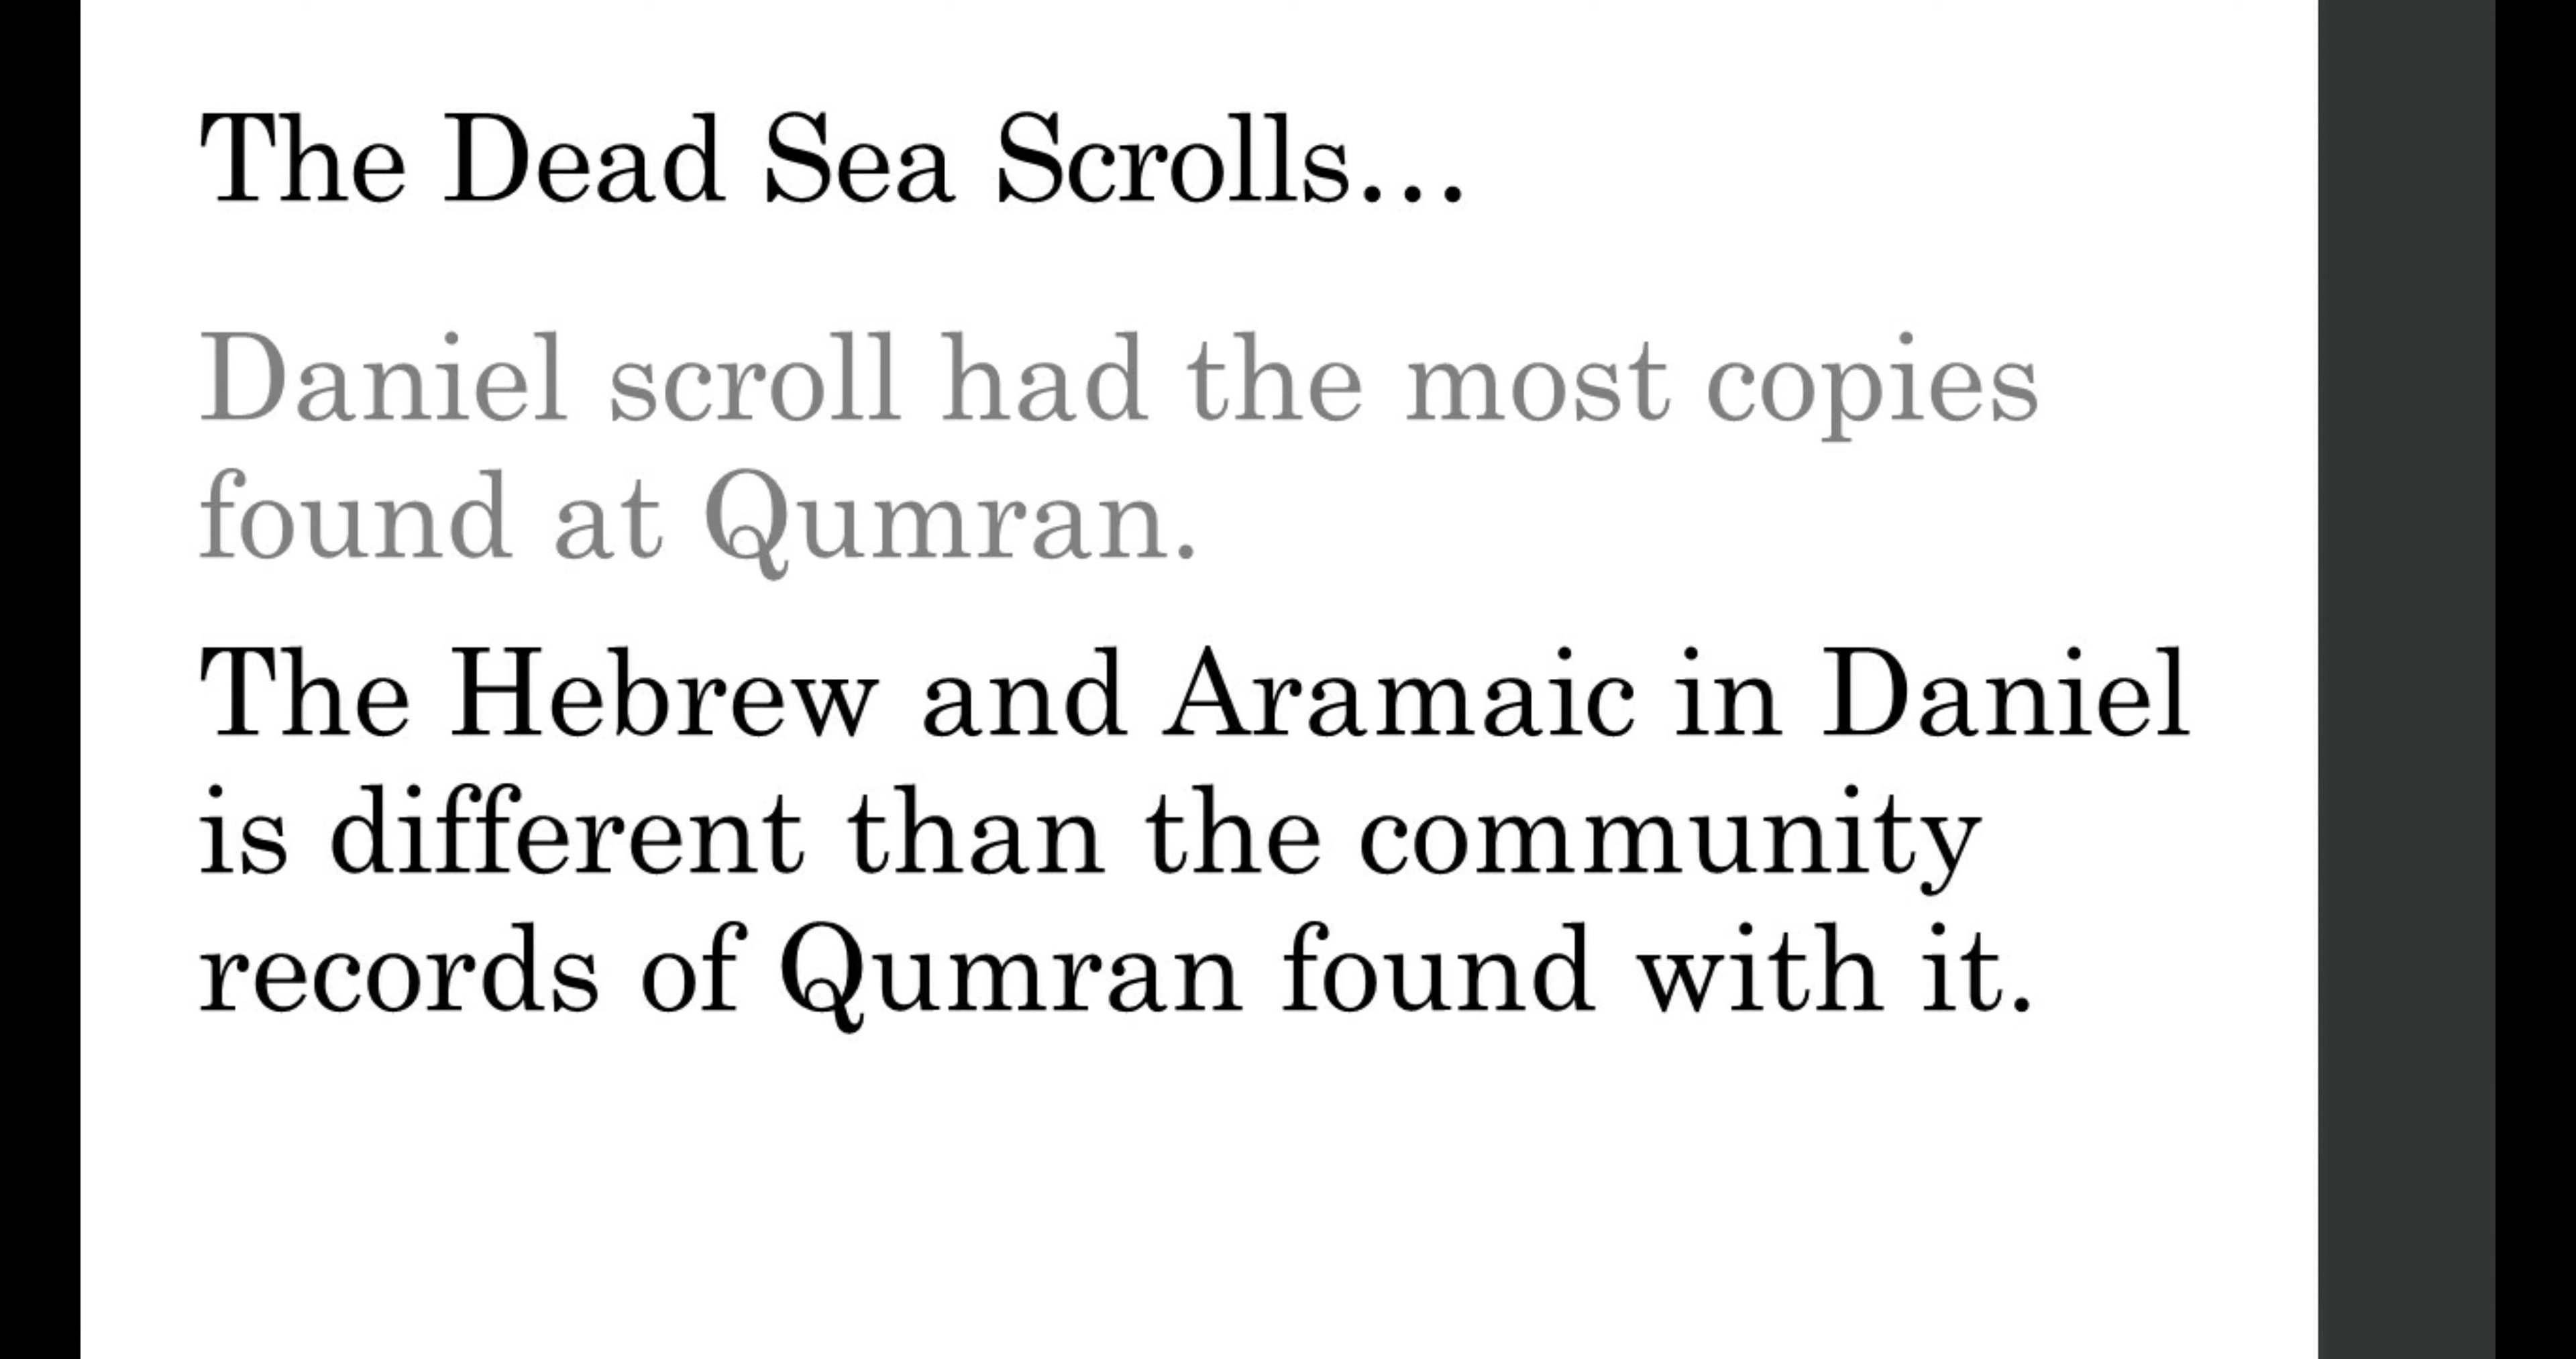 The Dead Sea Scrolls...
Daniel scroll had the most copies
found at Qumran.
The Hebrew and Aramaic in Daniel
is different than the community
records of Qumran found with it.